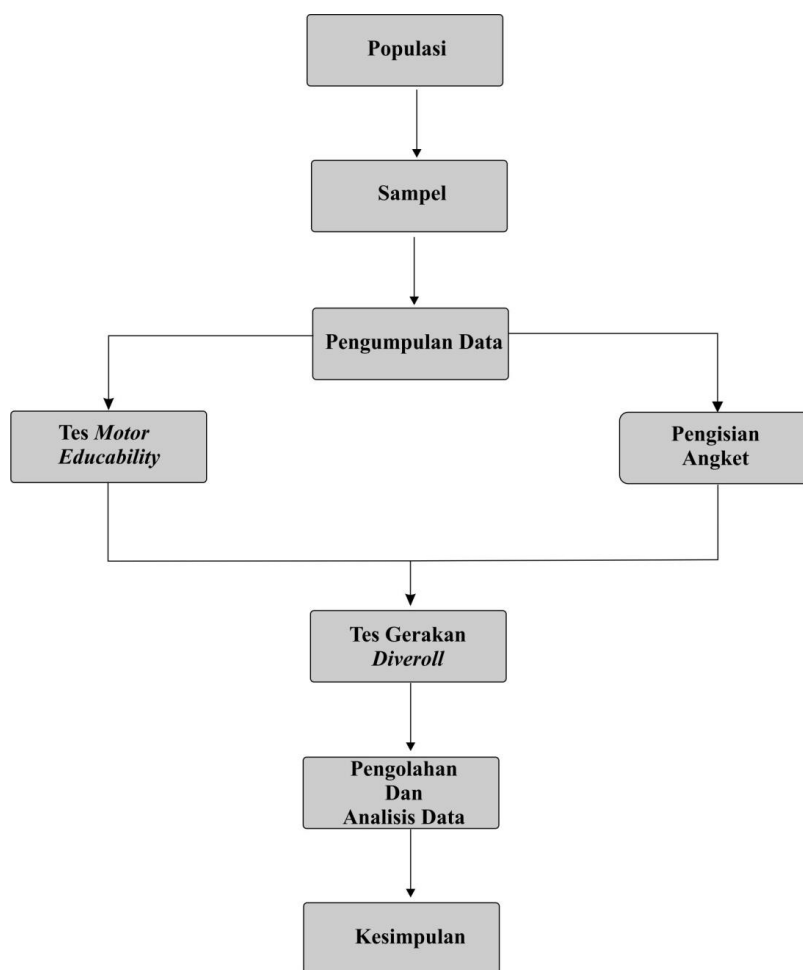 Populasi
Sampel
Pengumpulan Data
Tes Motor
Educability
Pengisian
Angket
Tes Gerakan
Diveroll
Pengolahan
Dan
Analisis Data
Kesimpulan